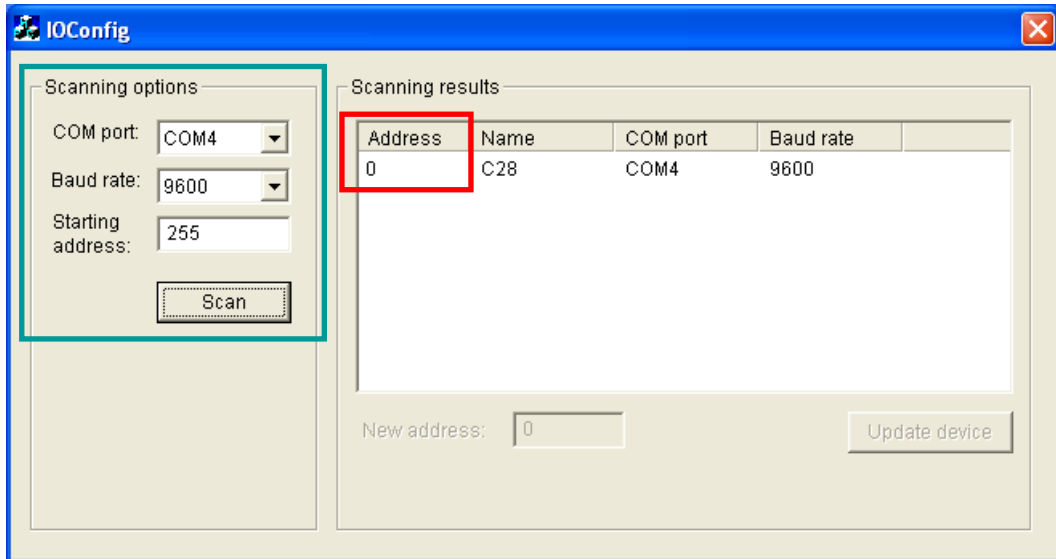 IOConfig
Scanning options
COM port: COM4
Baud rate: 9600
Starting
address: 255
Scan
Scanning results
Address Name COM port Baud rate
0 C28 COM4 9600
New address: 0 Update device